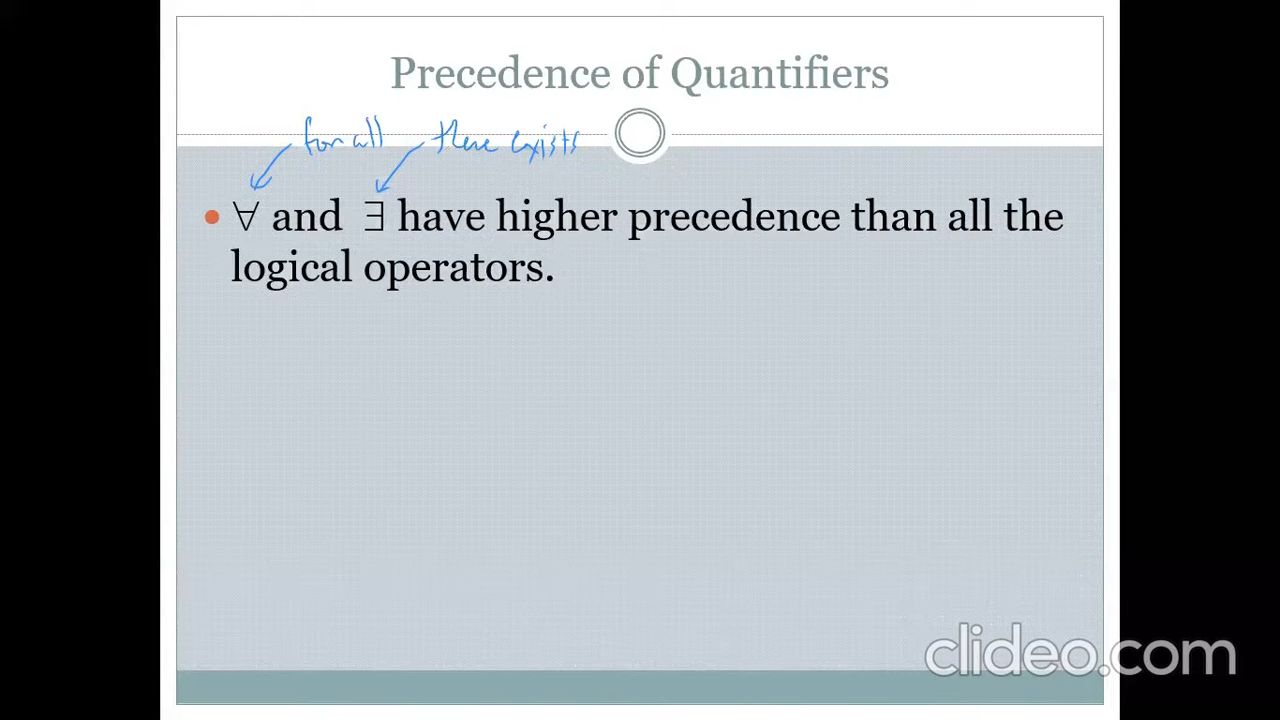 Precedence of Quantifiers
for all there exists
∀ and ∃ have higher precedence than all the
logical operators.
clideo.com